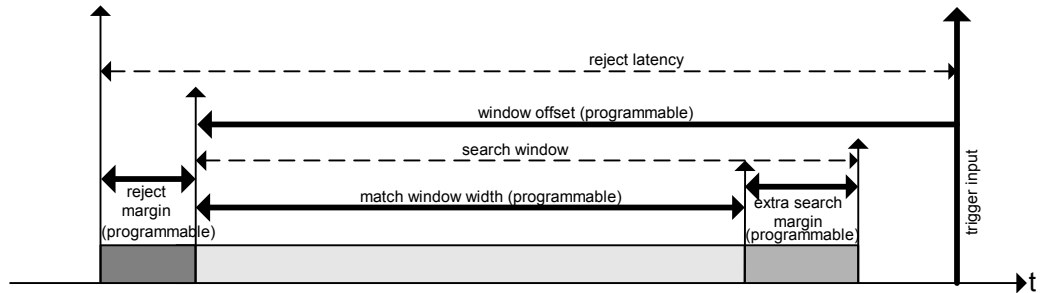 reject latency
window offset (programmable)
search window
match window width (programmable)
reject
margin
(programmable)
extra search
margin
(programmable)
trigger input
t